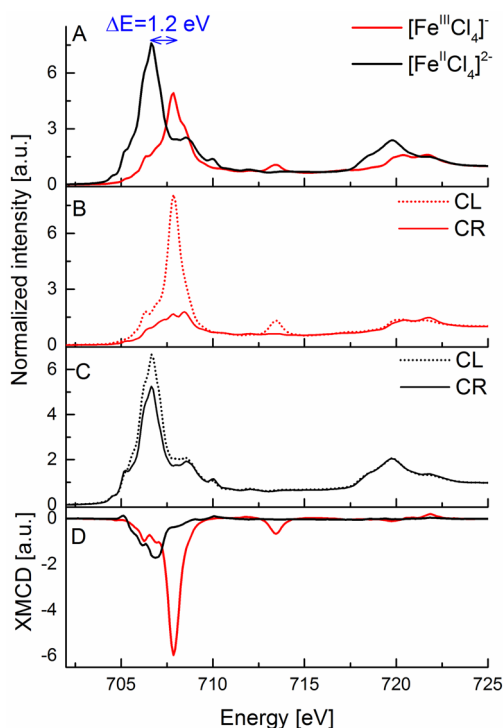 ΔE=1.2 eV
A
[Fe^III Cl₄]⁻
[Fe^II Cl₄]²⁻
7
3
0
B
CL
CR
6
3
0
C
CL
CR
6
4
2
0
D
0
-2
-4
-6
705 710 715 720 725
Normalized intensity [a.u.]
XMCD [a.u.]
Energy [eV]